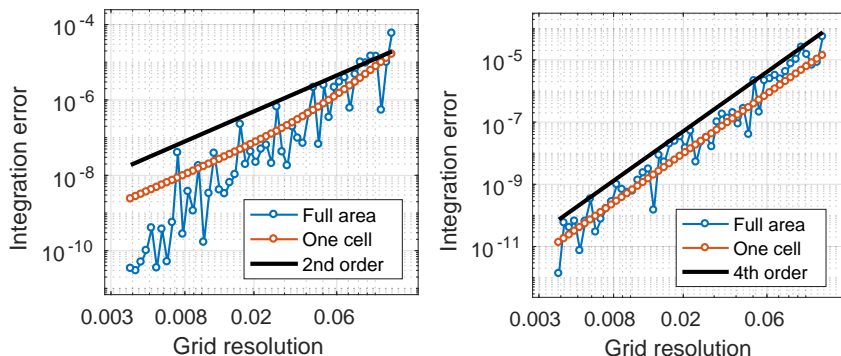 10^-4
10^-6
10^-8
10^-10
Integration error
Full area
One cell
2nd order
0.003
0.008
0.02
0.06
Grid resolution
10^-5
10^-7
10^-9
10^-11
Integration error
Full area
One cell
4th order
0.003
0.008
0.02
0.06
Grid resolution